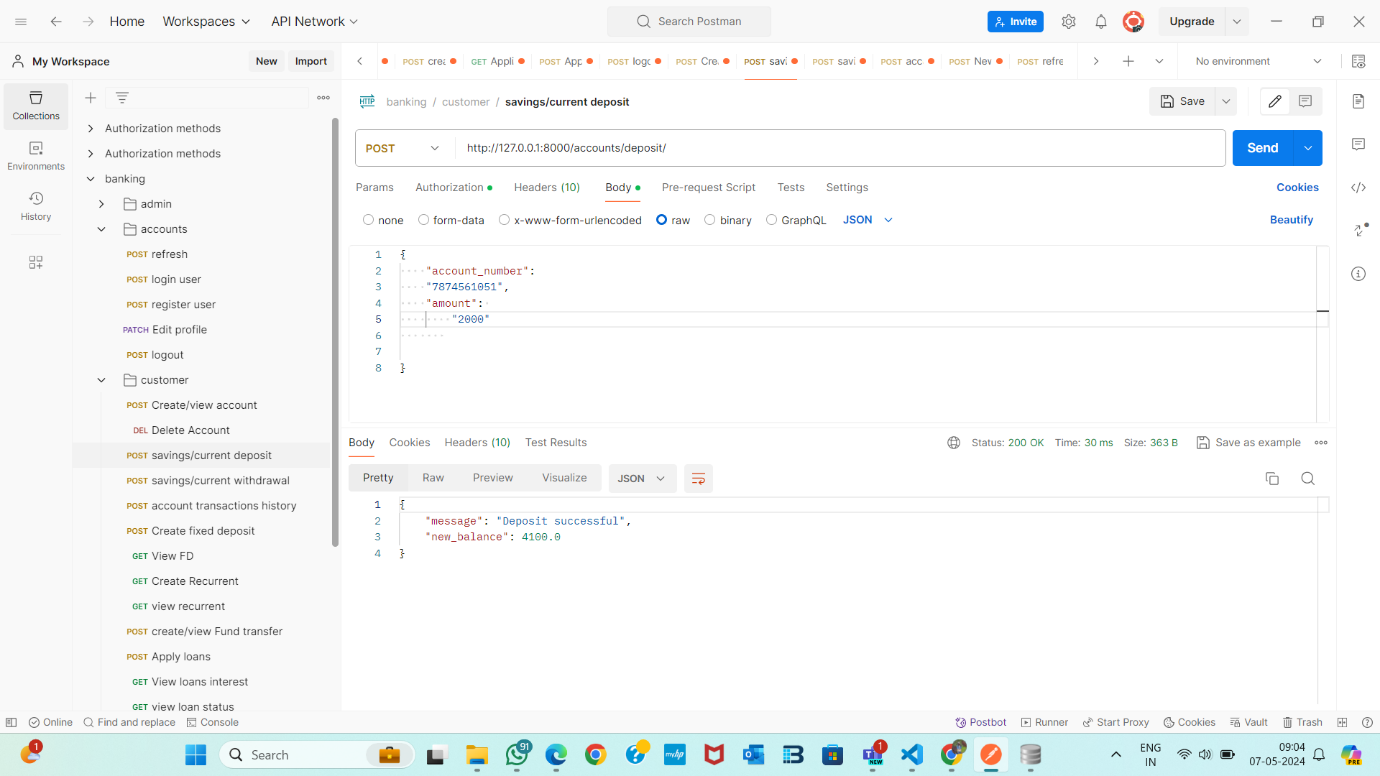 Home Workspaces API Network Search Postman Invite Upgrade
My Workspace New Import POST crea GET Appli POST App POST logo POST Crea POST savi POST savi POST acc POST Nev POST refre No environment
Collections
Environments
History
Authorization methods
Authorization methods
banking
admin
accounts
POST refresh
POST login user
POST register user
PATCH Edit profile
POST logout
customer
POST Create/view account
DEL Delete Account
POST savings/current deposit
POST savings/current withdrawal
POST account transactions history
POST Create fixed deposit
GET View FD
GET Create Recurrent
GET view recurrent
POST create/view Fund transfer
POST Apply loans
GET View loans interest
GET view loan status
HTTP banking / customer / savings/current deposit Save
POST http://127.0.0.1:8000/accounts/deposit/ Send
Params Authorization Headers (10) Body Pre-request Script Tests Settings Cookies
none form-data x-www-form-urlencoded raw binary GraphQL JSON Beautify
1 {
2 "account_number":
3 "7874561051",
4 "amount":
5 "2000"
6
7
8 }
Body Cookies Headers (10) Test Results Status: 200 OK Time: 30 ms Size: 363 B Save as example
Pretty Raw Preview Visualize JSON
1 {
2 "message": "Deposit successful",
3 "new_balance": 4100.0
4 }
Online Find and replace Console Postbot Runner Start Proxy Cookies Vault Trash
1 Search 91 myhp 1 NEW ENG IN 09:04 07-05-2024 PRE